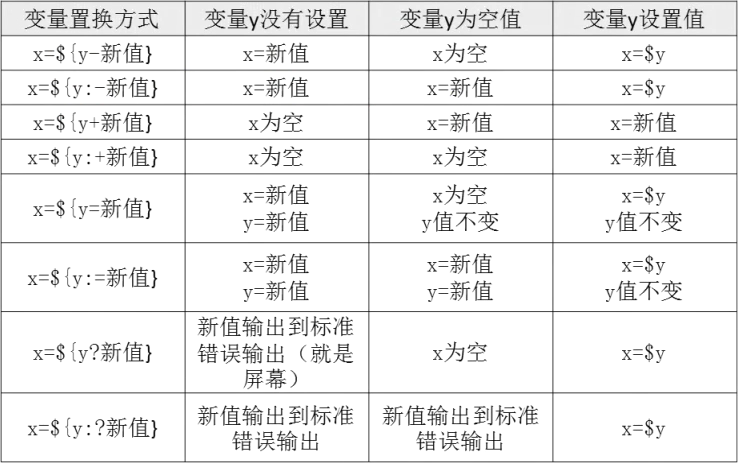 变量置换方式 变量y没有设置 变量y为空值 变量y设置值
x=${y-新值} x=新值 x为空 x=$y
x=${y:-新值} x=新值 x=新值 x=$y
x=${y+新值} x为空 x=新值 x=新值
x=${y:+新值} x为空 x为空 x=新值
x=${y=新值} x=新值 x为空 x=$y
y=新值 y值不变 y值不变
x=${y:=新值} x=新值 x=新值 x=$y
y=新值 y=新值 y值不变
x=${y?新值} 新值输出到标准 x为空 x=$y
错误输出（就是
屏幕）
x=${y:?新值} 新值输出到标准 新值输出到标准 x=$y
错误输出 错误输出